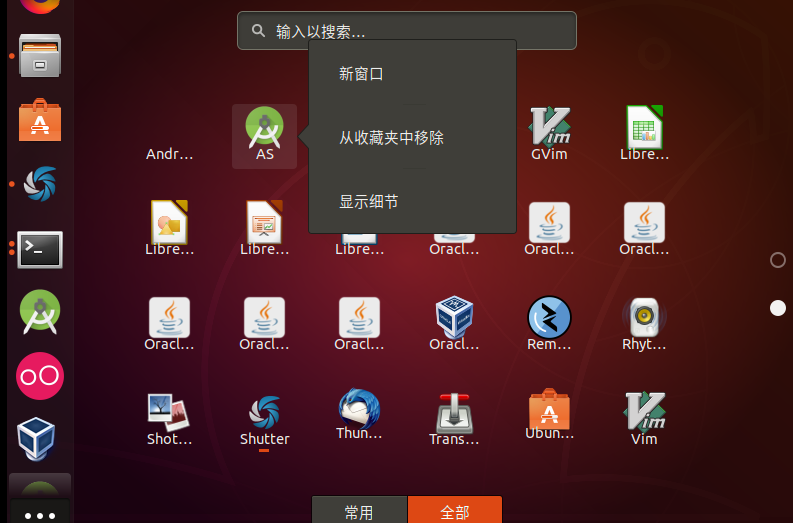 输入以搜索...
新窗口
从收藏夹中移除
显示细节
Andr...
AS
GVim
Libre...
Libre...
Libre...
Libre...
Oracl...
Oracl...
Oracl...
Oracl...
Oracl...
Oracl...
Oracl...
Rem...
Rhyt...
Shot...
Shutter
Thun...
Trans...
Ubun...
Vim
常用
全部